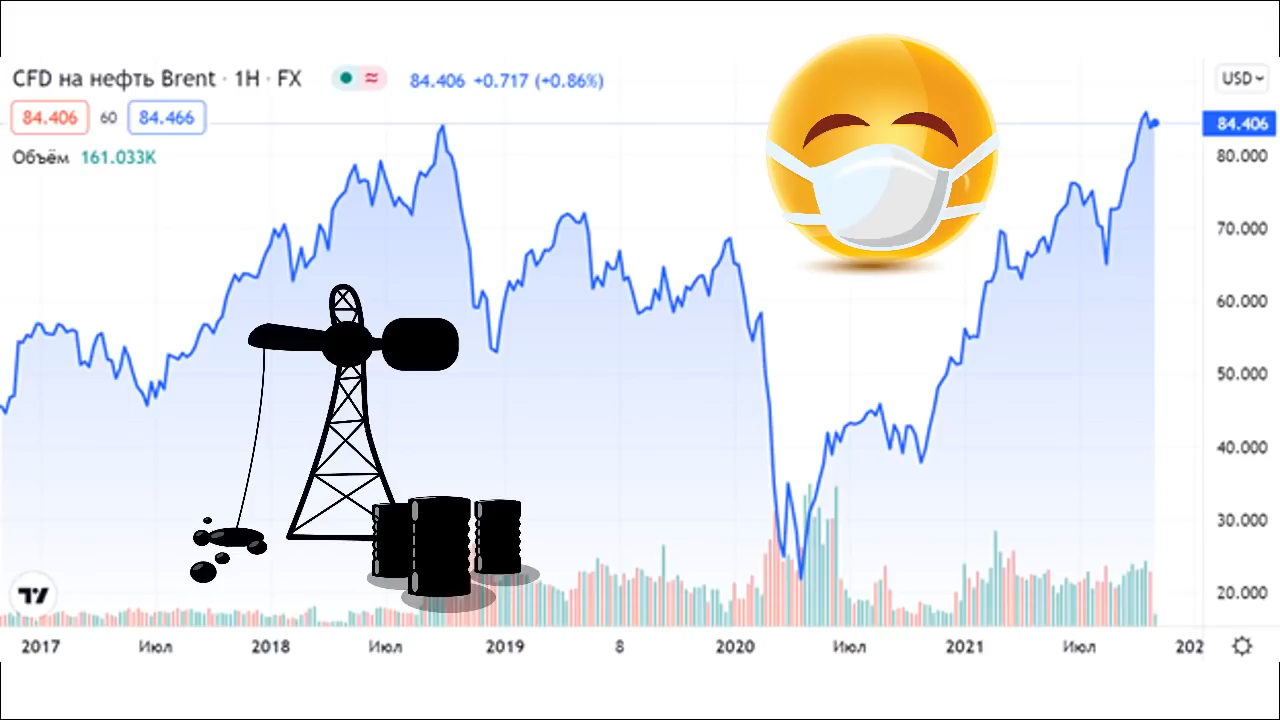 CFD на нефть Brent · 1Н · FX ≈ 84.406 +0.717 (+0.86%) USD
84.406 60 84.466
84.406
Объём 161.033K
80.000
70.000
60.000
50.000
40.000
30.000
20.000
2017 Июл 2018 Июл 2019 8 2020 Июл 2021 Июл 202